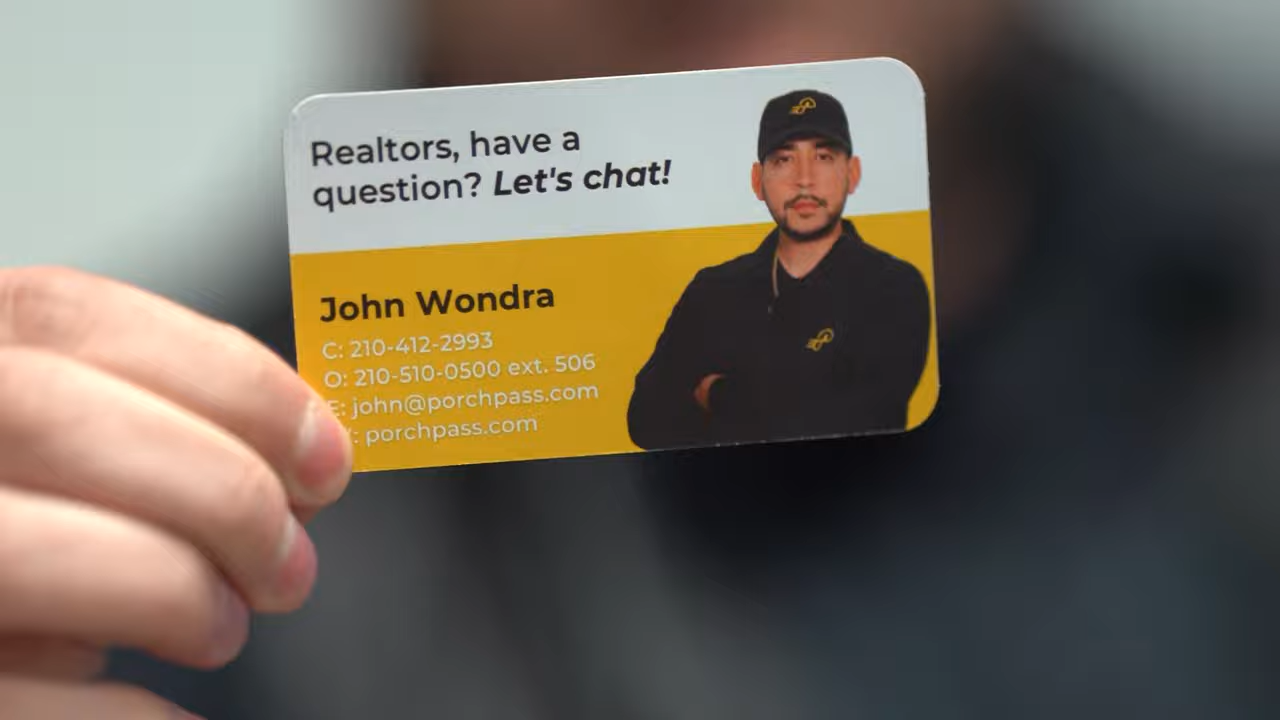 Realtors, have a
question? Let's chat!
John Wondra
C: 210-412-2993
O: 210-510-0500 ext. 506
E: john@porchpass.com
: porchpass.com